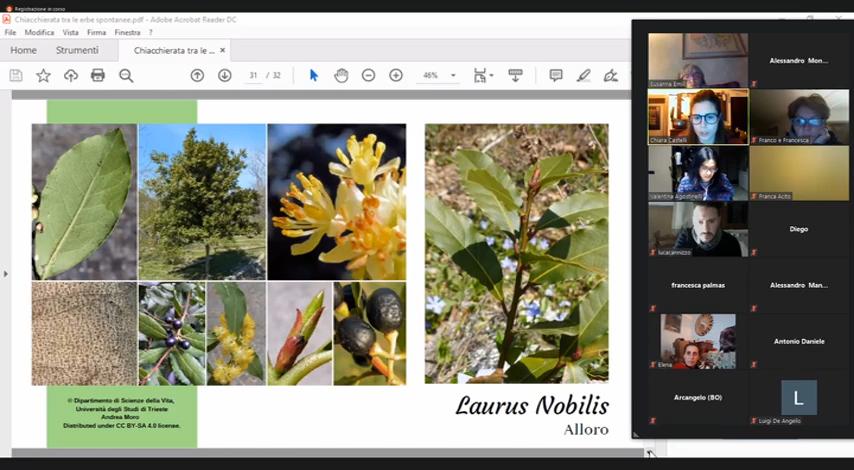 Registrazione in corso
Chiacchierata tra le erbe spontanee.pdf - Adobe Acrobat Reader DC
File Modifica Vista Firma Finestra ?
Home Strumenti Chiacchierata tra le ... ×
31 / 32 46%
© Dipartimento di Scienze della Vita,
Università degli Studi di Trieste
Andrea Moro
Distributed under CC BY-SA 4.0 license.
Laurus Nobilis
Alloro
Susanna Emil
Alessandro Mon...
Chiara Castelli
Franco e Francesca
Valentina Agostinelli
Franca Acito
lucacannizzo
Diego
francesca palmas
Alessandro Man...
Elena
Antonio Daniele
Arcangelo (BO)
L
Luigi De Angelo